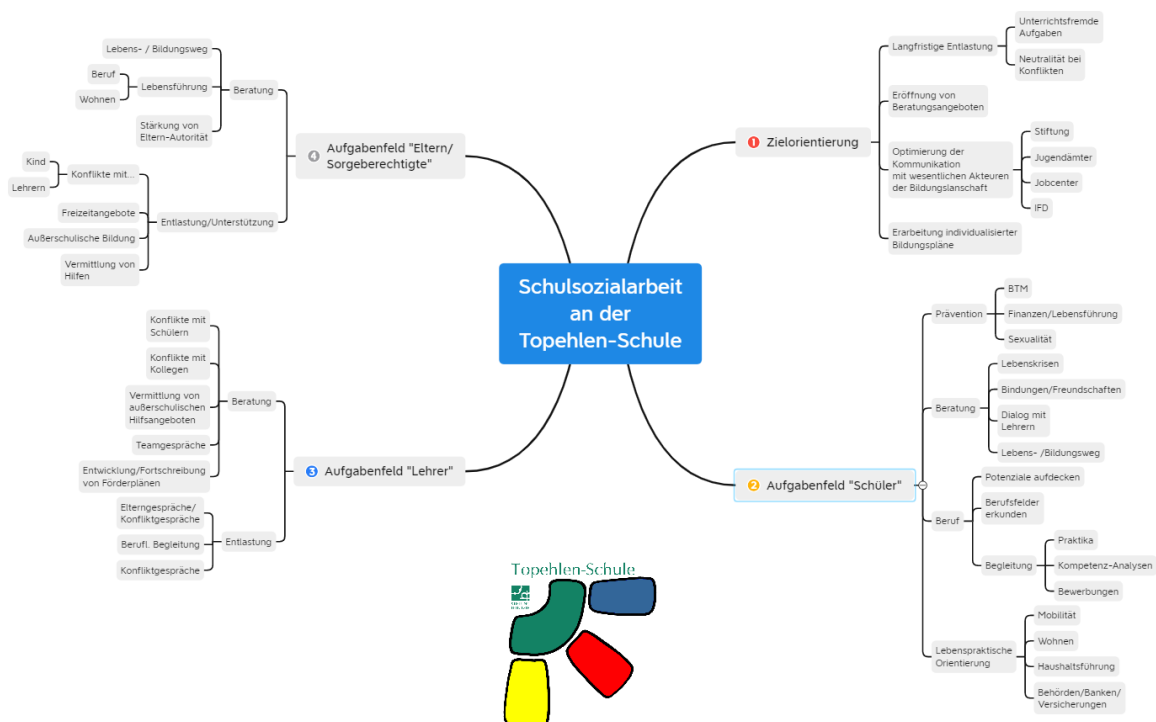 Schulsozialarbeit
an der
Topehlen-Schule
1 Zielorientierung
Langfristige Entlastung
Unterrichtsfremde
Aufgaben
Neutralität bei
Konflikten
Eröffnung von
Beratungsangeboten
Optimierung der
Kommunikation
mit wesentlichen Akteuren
der Bildungslanschaft
Stiftung
Jugendämter
Jobcenter
IFD
Erarbeitung individualisierter
Bildungspläne
2 Aufgabenfeld "Schüler"
Prävention
BTM
Finanzen/Lebensführung
Sexualität
Beratung
Lebenskrisen
Bindungen/Freundschaften
Dialog mit
Lehrern
Lebens- /Bildungsweg
Beruf
Potenziale aufdecken
Berufsfelder
erkunden
Begleitung
Praktika
Kompetenz-Analysen
Bewerbungen
Lebenspraktische
Orientierung
Mobilität
Wohnen
Haushaltsführung
Behörden/Banken/
Versicherungen
3 Aufgabenfeld "Lehrer"
Beratung
Konflikte mit
Schülern
Konflikte mit
Kollegen
Vermittlung von
außerschulischen
Hilfsangeboten
Teamgespräche
Entwicklung/Fortschreibung
von Förderplänen
Entlastung
Elterngespräche/
Konfliktgespräche
Berufl. Begleitung
Konfliktgespräche
4 Aufgabenfeld "Eltern/
Sorgeberechtigte"
Beratung
Lebens- / Bildungsweg
Lebensführung
Beruf
Wohnen
Stärkung von
Eltern-Autorität
Entlastung/Unterstützung
Konflikte mit...
Kind
Lehrern
Freizeitangebote
Außerschulische Bildung
Vermittlung von
Hilfen
Topehlen-Schule